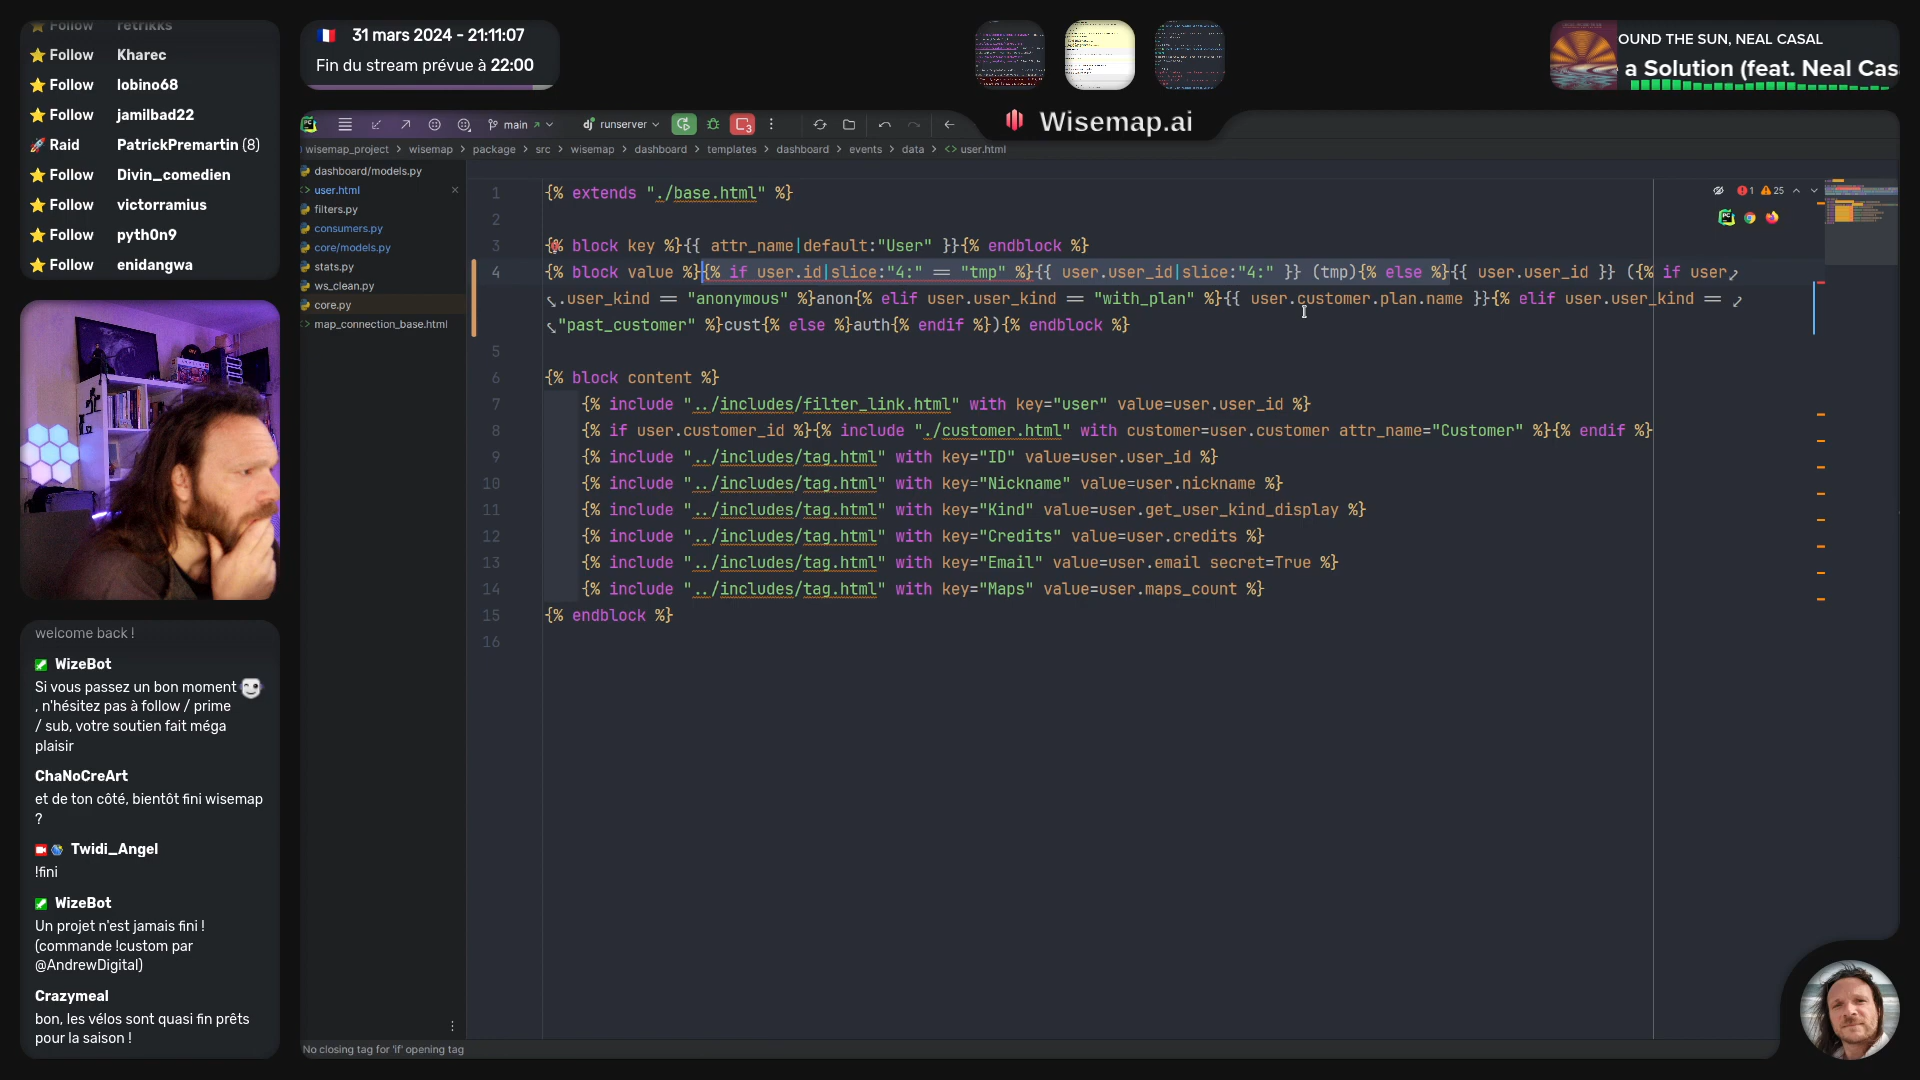 Follow retrikks
Follow Kharec
Follow lobino68
Follow jamilbad22
Raid PatrickPremartin (8)
Follow Divin_comedien
Follow victorramius
Follow pyth0n9
Follow enidangwa
31 mars 2024 - 21:11:07
Fin du stream prévue à 22:00
OUND THE SUN, NEAL CASAL
a Solution (feat. Neal Cas
Wisemap.ai
main
dj runserver
3
wisemap_project > wisemap > package > src > wisemap > dashboard > templates > dashboard > events > data > <> user.html
dashboard/models.py
user.html
filters.py
consumers.py
core/models.py
stats.py
ws_clean.py
core.py
map_connection_base.html
1 {% extends "./base.html" %}
1 25
2
3 {% block key %}{{ attr_name|default:"User" }}{% endblock %}
4 {% block value %}{% if user.id|slice:"4:" == "tmp" %}{{ user.user_id|slice:"4:" }} (tmp){% else %}{{ user.user_id }} ({% if user
.user_kind == "anonymous" %}anon{% elif user.user_kind == "with_plan" %}{{ user.customer.plan.name }}{% elif user.user_kind ==
"past_customer" %}cust{% else %}auth{% endif %}){% endblock %}
5
6 {% block content %}
7 {% include "../includes/filter_link.html" with key="user" value=user.user_id %}
8 {% if user.customer_id %}{% include "./customer.html" with customer=user.customer attr_name="Customer" %}{% endif %}
9 {% include "../includes/tag.html" with key="ID" value=user.user_id %}
10 {% include "../includes/tag.html" with key="Nickname" value=user.nickname %}
11 {% include "../includes/tag.html" with key="Kind" value=user.get_user_kind_display %}
12 {% include "../includes/tag.html" with key="Credits" value=user.credits %}
13 {% include "../includes/tag.html" with key="Email" value=user.email secret=True %}
14 {% include "../includes/tag.html" with key="Maps" value=user.maps_count %}
15 {% endblock %}
16
No closing tag for 'if' opening tag
welcome back !
WizeBot
Si vous passez un bon moment
, n'hésitez pas à follow / prime
/ sub, votre soutien fait méga
plaisir
ChaNoCreArt
et de ton côté, bientôt fini wisemap
?
Twidi_Angel
!fini
WizeBot
Un projet n'est jamais fini !
(commande !custom par
@AndrewDigital)
Crazymeal
bon, les vélos sont quasi fin prêts
pour la saison !